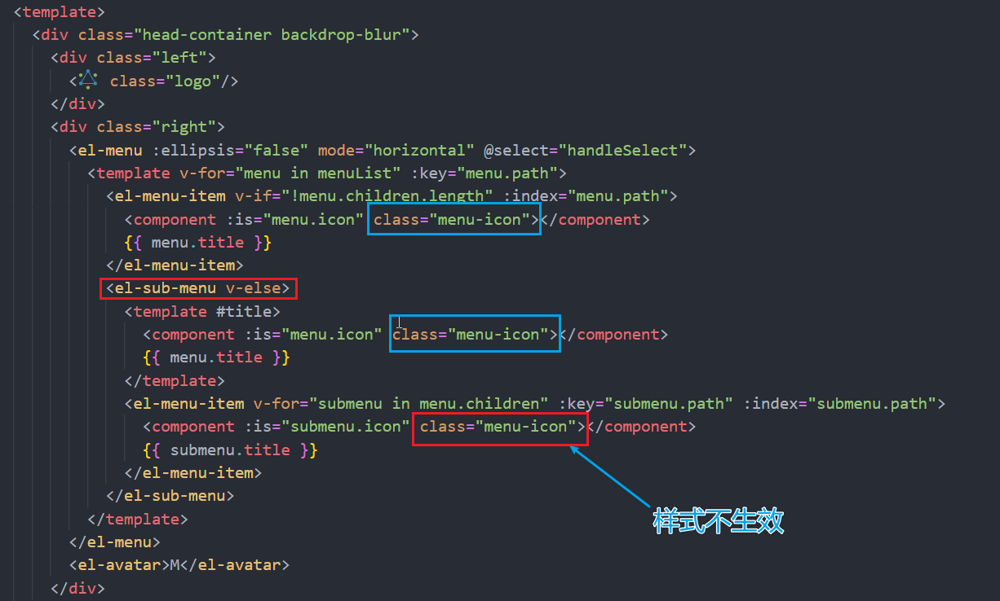 <template>
<div class="head-container backdrop-blur">
<div class="left">
< class="logo"/>
</div>
<div class="right">
<el-menu :ellipsis="false" mode="horizontal" @select="handleSelect">
<template v-for="menu in menuList" :key="menu.path">
<el-menu-item v-if="!menu.children.length" :index="menu.path">
<component :is="menu.icon" class="menu-icon"></component>
{{ menu.title }}
</el-menu-item>
<el-sub-menu v-else>
<template #title>
<component :is="menu.icon" class="menu-icon"></component>
{{ menu.title }}
</template>
<el-menu-item v-for="submenu in menu.children" :key="submenu.path" :index="submenu.path">
<component :is="submenu.icon" class="menu-icon"></component>
{{ submenu.title }}
</el-menu-item>
</el-sub-menu>
样式不生效
</template>
</el-menu>
<el-avatar>M</el-avatar>
</div>